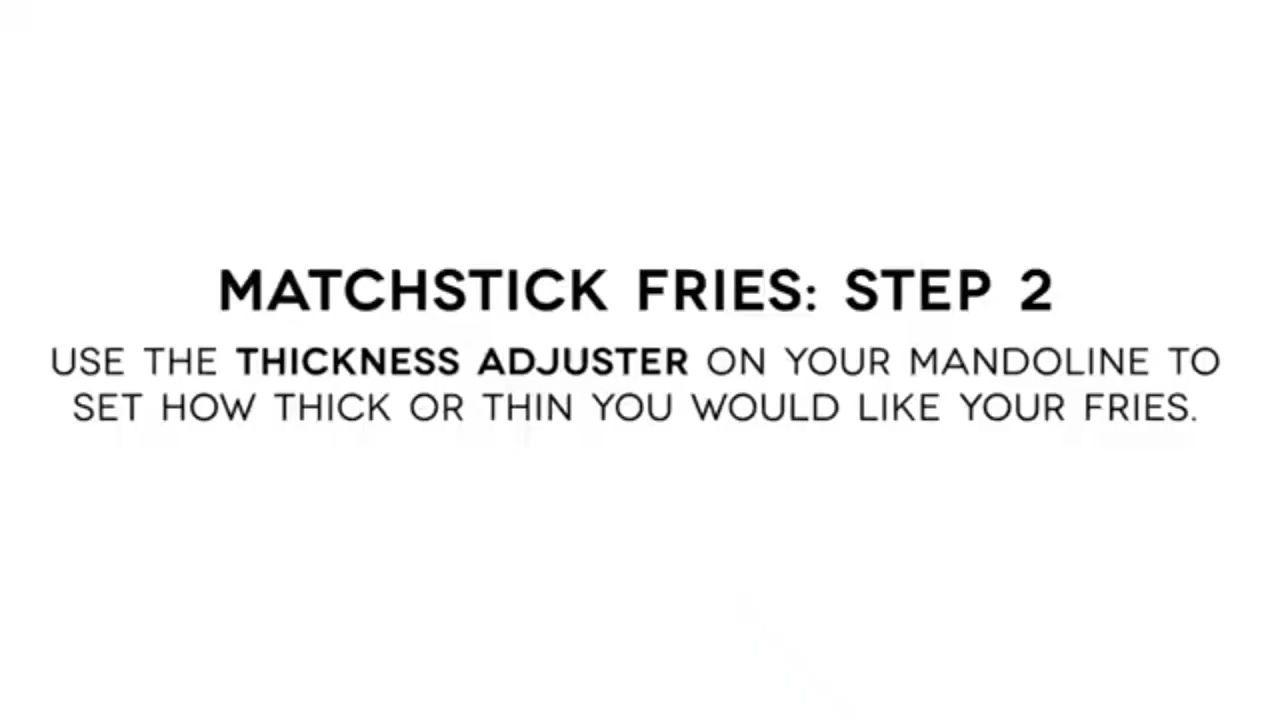 MATCHSTICK FRIES: STEP 2
USE THE THICKNESS ADJUSTER ON YOUR MANDOLINE TO
SET HOW THICK OR THIN YOU WOULD LIKE YOUR FRIES.